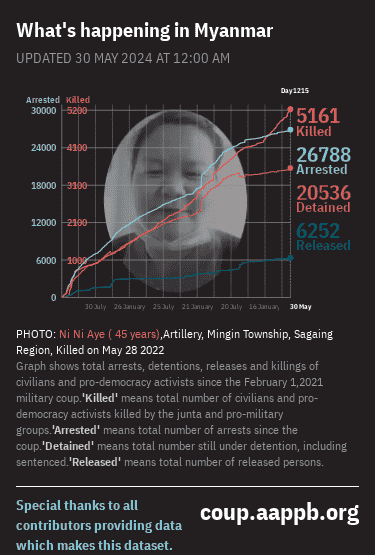 What's happening in Myanmar
UPDATED 30 MAY 2024 AT 12:00 AM
Day1215
Arrested Killed
30000 5200
24000 4100
18000 3100
12000 2100
6000 1000
0
5161
Killed
26788
Arrested
20536
Detained
6252
Released
30 July 26 January 25 July 21 January 20 July 16 January 30 May
PHOTO: Ni Ni Aye ( 45 years),Artillery, Mingin Township, Sagaing
Region, Killed on May 28 2022
Graph shows total arrests, detentions, releases and killings of
civilians and pro-democracy activists since the February 1,2021
military coup.'Killed' means total number of civilians and pro-
democracy activists killed by the junta and pro-military
groups.'Arrested' means total number of arrests since the
coup.'Detained' means total number still under detention, including
sentenced.'Released' means total number of released persons.
Special thanks to all
contributors providing data
which makes this dataset.
coup.aappb.org